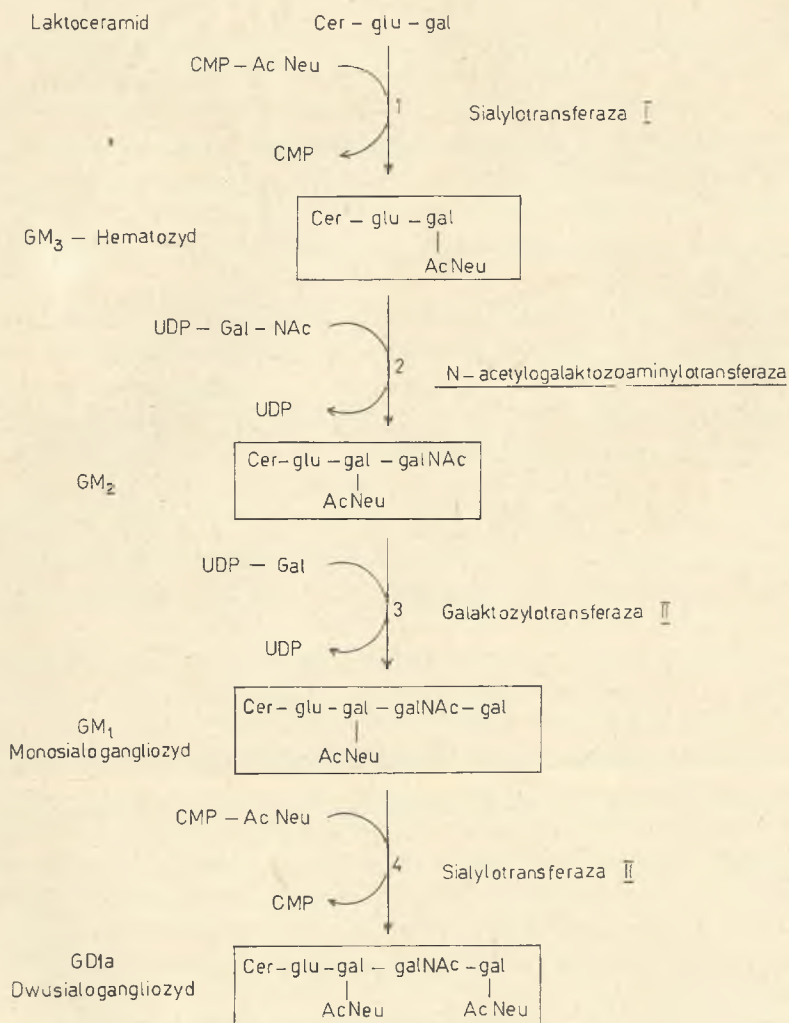 Laktoceramid Cer – glu – gal
CMP – Ac Neu
1 Sialylotransferaza I
CMP
GM₃ – Hematozyd Cer – glu – gal
|
AcNeu
UDP – Gal – NAc
2 N – acetylogalaktozoaminylotransferaza
UDP
GM₂ Cer – glu – gal – galNAc
|
AcNeu
UDP – Gal
3 Galaktozylotransferaza II
UDP
GM₁ Cer – glu – gal – galNAc – gal
Monosialogangliozyd |
AcNeu
CMP – Ac Neu
4 Sialylotransferaza II
CMP
GD1a Cer – glu – gal – galNAc – gal
Dwusialogangliozyd | |
AcNeu AcNeu